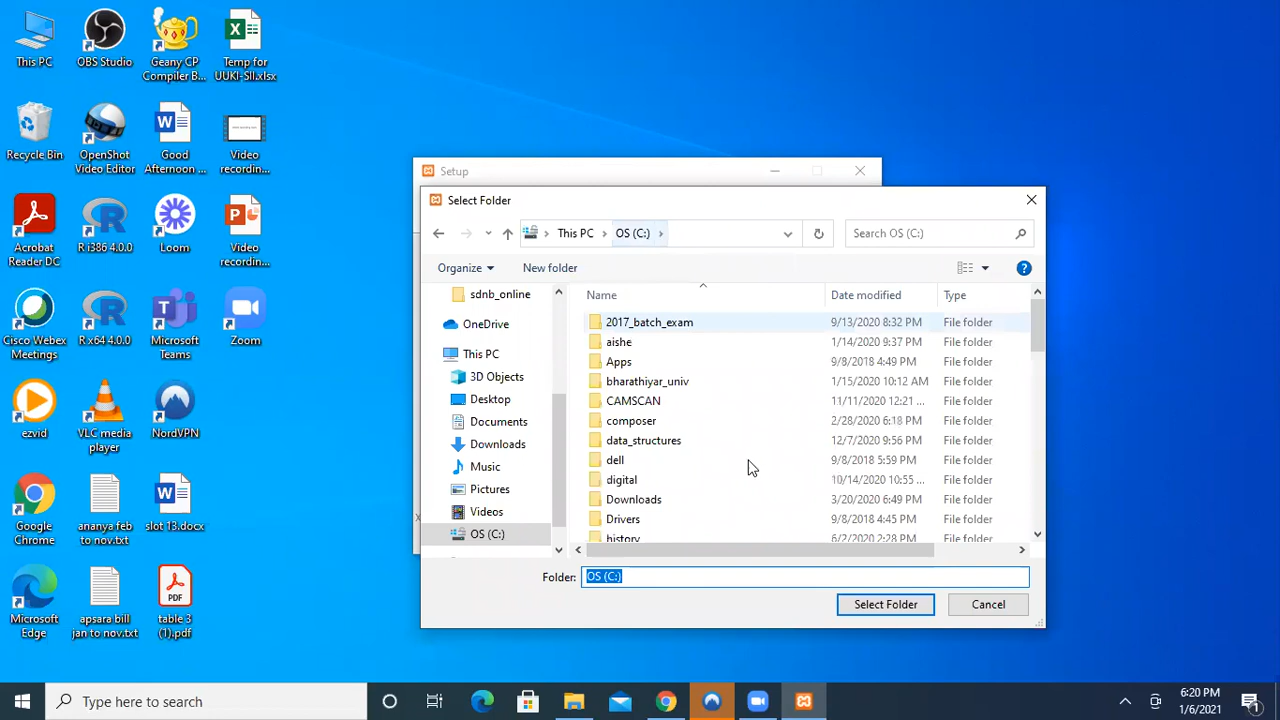 This PC
OBS Studio
Geany CP
Compiler B...
Temp for
UUKI-SII.xlsx
Recycle Bin
OpenShot
Video Editor
Good
Afternoon ...
Video
recordin...
Acrobat
Reader DC
R i386 4.0.0
Loom
Video
recordin...
Cisco Webex
Meetings
R x64 4.0.0
Microsoft
Teams
Zoom
ezvid
VLC media
player
NordVPN
Google
Chrome
ananya feb
to nov.txt
slot 13.docx
Microsoft
Edge
apsara bill
jan to nov.txt
table 3
(1).pdf
Setup
Select Folder
This PC
OS (C:)
Search OS (C:)
Organize
New folder
sdnb_online
OneDrive
This PC
3D Objects
Desktop
Documents
Downloads
Music
Pictures
Videos
OS (C:)
Name Date modified Type
2017_batch_exam 9/13/2020 8:32 PM File folder
aishe 1/14/2020 9:37 PM File folder
Apps 9/8/2018 4:49 PM File folder
bharathiyar_univ 1/15/2020 10:12 AM File folder
CAMSCAN 11/11/2020 12:21 ... File folder
composer 2/28/2020 6:18 PM File folder
data_structures 12/7/2020 9:56 PM File folder
dell 9/8/2018 5:59 PM File folder
digital 10/14/2020 10:55 ... File folder
Downloads 3/20/2020 6:49 PM File folder
Drivers 9/8/2018 4:45 PM File folder
history 6/2/2020 2:28 PM File folder
Folder: OS (C:)
Select Folder
Cancel
Type here to search
6:20 PM
1/6/2021